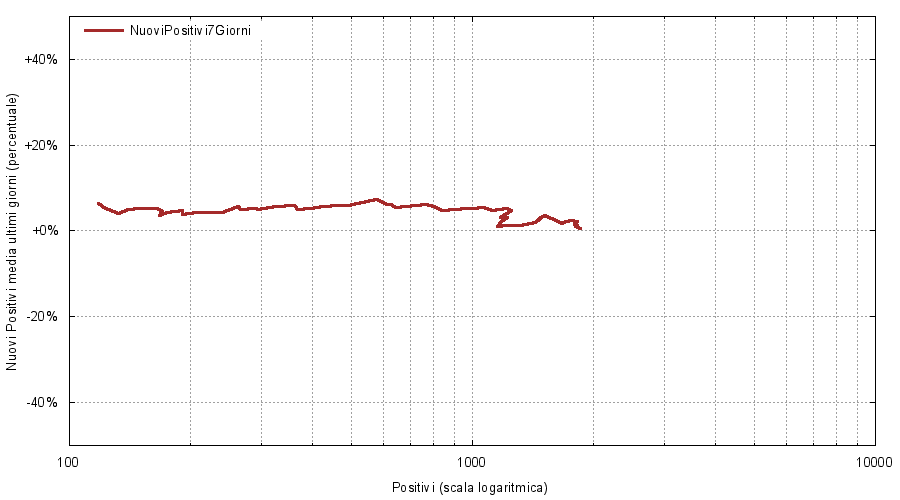 NuoviPositivi7Giorni
+40%
+20%
+0%
-20%
-40%
Nuovi Positivi media ultimi giorni (percentuale)
100 1000 10000
Positivi (scala logaritmica)